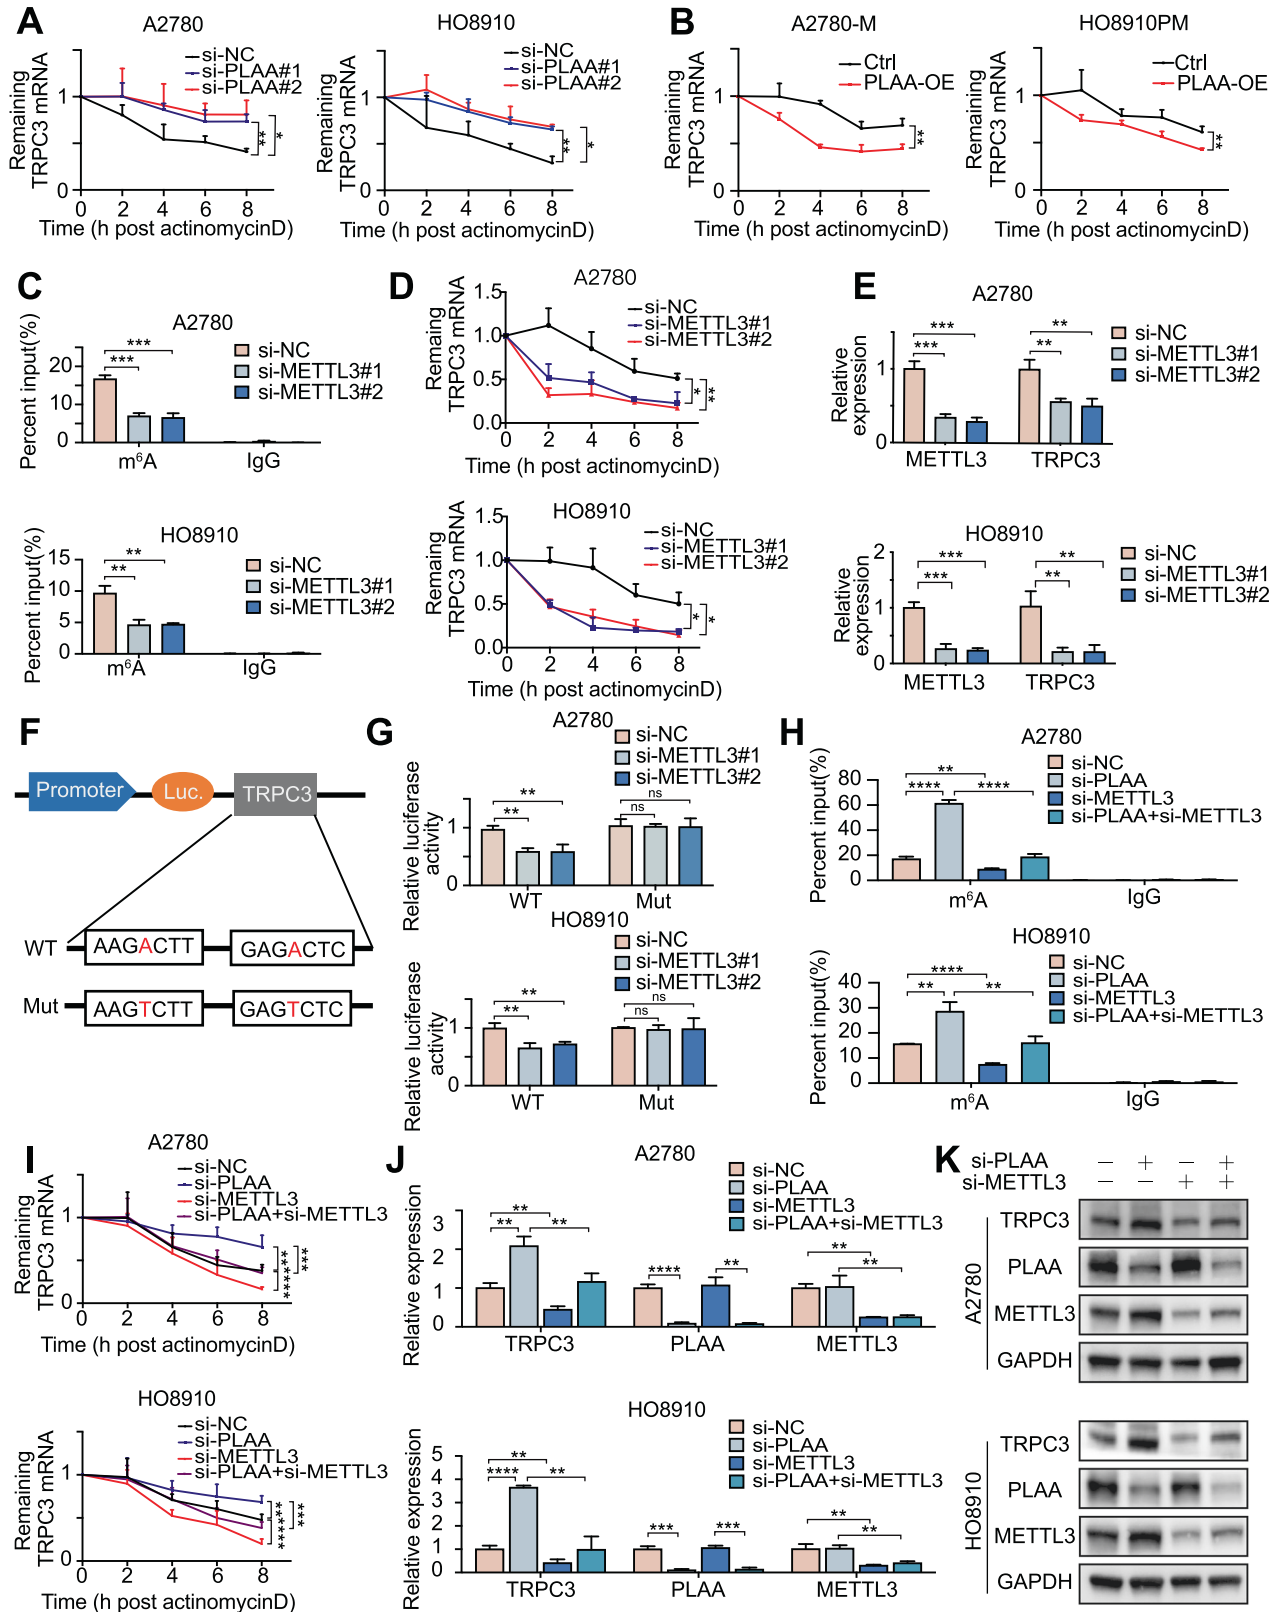 A
A2780
Remaining
TRPC3 mRNA
si-NC
si-PLAA#1
si-PLAA#2
1
0
** *
0 2 4 6 8
Time (h post actinomycinD)
HO8910
Remaining
TRPC3 mRNA
si-NC
si-PLAA#1
si-PLAA#2
1
0
** *
0 2 4 6 8
Time (h post actinomycinD)
B
A2780-M
Remaining
TRPC3 mRNA
Ctrl
PLAA-OE
1
0
**
0 2 4 6 8
Time (h post actinomycinD)
HO8910PM
Remaining
TRPC3 mRNA
Ctrl
PLAA-OE
1
0
**
0 2 4 6 8
Time (h post actinomycinD)
C
A2780
Percent input(%)
20
10
0
***
***
si-NC
si-METTL3#1
si-METTL3#2
m⁶A IgG
HO8910
Percent input(%)
15
10
5
0
**
**
si-NC
si-METTL3#1
si-METTL3#2
m⁶A IgG
D
A2780
Remaing
TRPC3 mRNA
1.5
1.0
0.5
0.0
si-NC
si-METTL3#1
si-METTL3#2
* **
0 2 4 6 8
Time (h post actinomycinD)
HO8910
Remaing
TRPC3 mRNA
1.5
1.0
0.5
0.0
si-NC
si-METTL3#1
si-METTL3#2
* *
0 2 4 6 8
Time (h post actinomycinD)
E
A2780
Relative
expression
1
0
***
***
**
**
si-NC
si-METTL3#1
si-METTL3#2
METTL3 TRPC3
HO8910
Relative
expression
2
1
0
***
***
**
**
si-NC
si-METTL3#1
si-METTL3#2
METTL3 TRPC3
F
Promoter Luc. TRPC3
WT AAGACTT GAGACTC
Mut AAGTCTT GAGTCTC
G
A2780
si-NC
si-METTL3#1
si-METTL3#2
Relative luciferase
activity
1
0
**
**
ns
ns
WT Mut
HO8910
si-NC
si-METTL3#1
si-METTL3#2
Relative luciferase
activity
1
0
**
**
ns
ns
WT Mut
H
A2780
Percent input(%)
80
60
40
20
0
**
**** ****
si-NC
si-PLAA
si-METTL3
si-PLAA+si-METTL3
m⁶A IgG
HO8910
Percent input(%)
40
30
20
10
0
****
** **
si-NC
si-PLAA
si-METTL3
si-PLAA+si-METTL3
m⁶A IgG
I
A2780
Remaining
TRPC3 mRNA
si-NC
si-PLAA
si-METTL3
si-PLAA+si-METTL3
1
0
** ***
****
0 2 4 6 8
Time (h post actinomycinD)
HO8910
Remaining
TRPC3 mRNA
si-NC
si-PLAA
si-METTL3
si-PLAA+si-METTL3
1
0
** ***
****
0 2 4 6 8
Time (h post actinomycinD)
J
A2780
Relative expression
si-NC
si-PLAA
si-METTL3
si-PLAA+si-METTL3
3
2
1
0
**
** **
**** **
**
**
TRPC3 PLAA METTL3
HO8910
Relative expression
si-NC
si-PLAA
si-METTL3
si-PLAA+si-METTL3
5
4
3
2
1
0
**
**** **
*** ***
**
**
TRPC3 PLAA METTL3
K
si-PLAA − + − +
si-METTL3 − − + +
A2780
TRPC3
PLAA
METTL3
GAPDH
HO8910
TRPC3
PLAA
METTL3
GAPDH